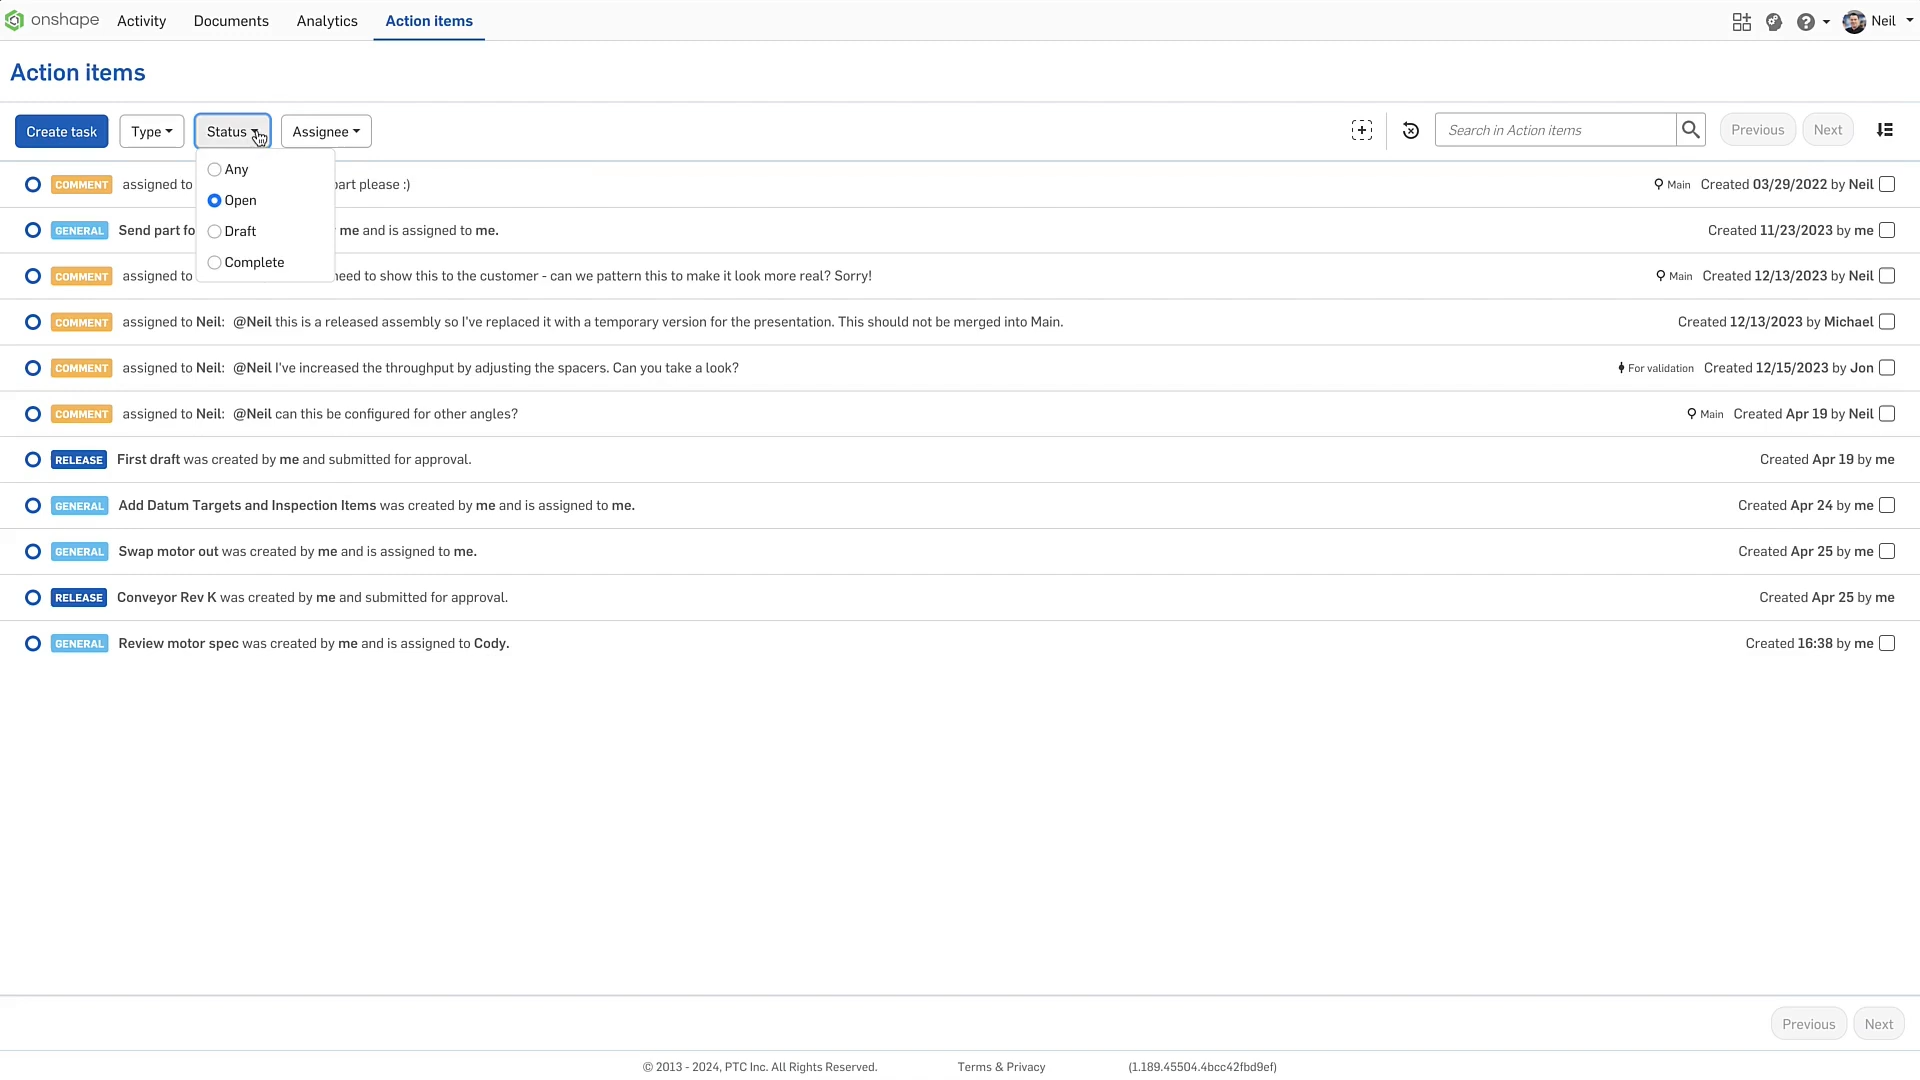 onshape Activity Documents Analytics Action items Neil
Action items
Create task Type Status Assignee Search in Action items Previous Next
Any
Open
Draft
Complete
COMMENT assigned to part please :) Main Created 03/29/2022 by Neil
GENERAL Send part fo me and is assigned to me. Created 11/23/2023 by me
COMMENT assigned to need to show this to the customer - can we pattern this to make it look more real? Sorry! Main Created 12/13/2023 by Neil
COMMENT assigned to Neil: @Neil this is a released assembly so I've replaced it with a temporary version for the presentation. This should not be merged into Main. Created 12/13/2023 by Michael
COMMENT assigned to Neil: @Neil I've increased the throughput by adjusting the spacers. Can you take a look? For validation Created 12/15/2023 by Jon
COMMENT assigned to Neil: @Neil can this be configured for other angles? Main Created Apr 19 by Neil
RELEASE First draft was created by me and submitted for approval. Created Apr 19 by me
GENERAL Add Datum Targets and Inspection Items was created by me and is assigned to me. Created Apr 24 by me
GENERAL Swap motor out was created by me and is assigned to me. Created Apr 25 by me
RELEASE Conveyor Rev K was created by me and submitted for approval. Created Apr 25 by me
GENERAL Review motor spec was created by me and is assigned to Cody. Created 16:38 by me
Previous Next
© 2013 - 2024, PTC Inc. All Rights Reserved. Terms & Privacy (1.189.45504.4bcc42fbd9ef)